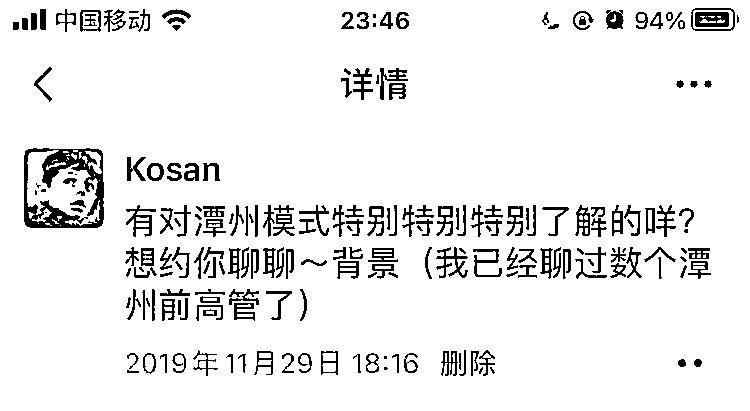 中国移动 23:46 94%
详情
Kosan
有对潭州模式特别特别特别了解的咩?
想约你聊聊～背景（我已经聊过数个潭
州前高管了）
2019年11月29日 18:16 删除